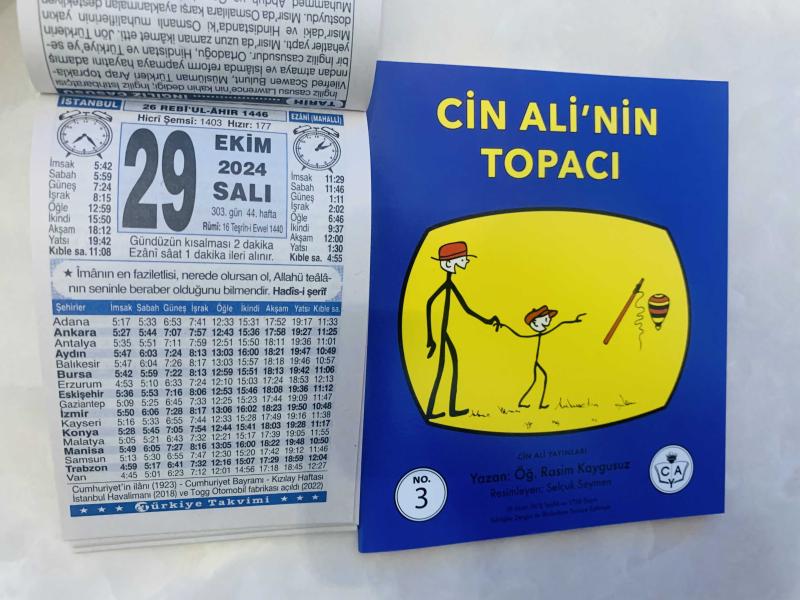 TARİH İNGİLİZ CASUSU
İngiliz casusu Lawrence'nin kankam dediği, İngiliz istihbaratçısı
İSTANBUL
26 REBÎ'UL-ÂHIR 1446
Hicri Şemsi: 1403 Hızır: 177
EZÂNÎ (MAHALLİ)
29
EKİM
2024
SALI
303. gün 44. hafta
Rûmî: 16 Teşrîn-i Evvel 1440
İmsak 5:42
Sabah 5:59
Güneş 7:24
İşrak 8:15
Öğle 12:59
İkindi 15:50
Akşam 18:12
Yatsı 19:42
Kıble sa. 11:08
İmsak 11:29
Sabah 11:46
Güneş 1:11
İşrak 2:02
Öğle 6:46
İkindi 9:37
Akşam 12:00
Yatsı 1:30
Kıble sa. 4:55
Gündüzün kısalması 2 dakika
Ezânî sâat 1 dakika ileri alınır.
★ Îmânın en faziletlisi, nerede olursan ol, Allahü teâlâ-
nın seninle beraber olduğunu bilmendir. Hadîs-i şerîf
Şehirler İmsak Sabah Güneş İşrak Öğle İkindi Akşam Yatsı Kıble sa.
Adana 5:17 5:33 6:53 7:41 12:33 15:31 17:52 19:17 11:33
Ankara 5:27 5:44 7:07 7:57 12:43 15:36 17:58 19:27 11:25
Antalya 5:35 5:51 7:11 7:59 12:51 15:50 18:11 19:36 11:01
Aydın 5:47 6:03 7:24 8:13 13:03 16:00 18:21 19:47 10:49
Balıkesir 5:47 6:04 7:26 8:17 13:03 15:57 18:18 19:46 10:57
Bursa 5:42 5:59 7:22 8:13 12:59 15:51 18:13 19:42 11:06
Erzurum 4:53 5:10 6:33 7:24 12:10 15:03 17:24 18:53 12:13
Eskişehir 5:36 5:53 7:16 8:06 12:53 15:46 18:08 19:36 11:12
Gaziantep 5:09 5:25 6:45 7:33 12:25 15:23 17:44 19:09 11:47
İzmir 5:50 6:06 7:28 8:17 13:06 16:02 18:23 19:50 10:48
Kayseri 5:16 5:33 6:55 7:44 12:33 15:28 17:49 19:16 11:38
Konya 5:28 5:45 7:05 7:54 12:44 15:41 18:03 19:28 11:17
Malatya 5:05 5:21 6:43 7:32 12:21 15:17 17:39 19:05 11:55
Manisa 5:49 6:05 7:27 8:16 13:05 16:00 18:22 19:48 10:50
Samsun 5:13 5:30 6:55 7:47 12:30 15:20 17:42 19:12 11:46
Trabzon 4:59 5:17 6:41 7:32 12:16 15:07 17:29 18:59 12:04
Van 4:45 5:01 6:23 7:12 12:01 14:56 17:18 18:45 12:27
Cumhuriyet'in ilânı (1923) - Cumhuriyet Bayramı - Kızılay Haftası
İstanbul Havalimanı (2018) ve Togg Otomobil fabrikası açıldı (2022)
★ ★ ★ Türkiye Takvimi ★ ★ ★
CİN ALİ'NİN
TOPACI
CİN ALİ YAYINLARI
Yazan: Öğ. Rasim Kaygusuz
Resimleyen: Selçuk Seymen
NO.
3
C A
Y